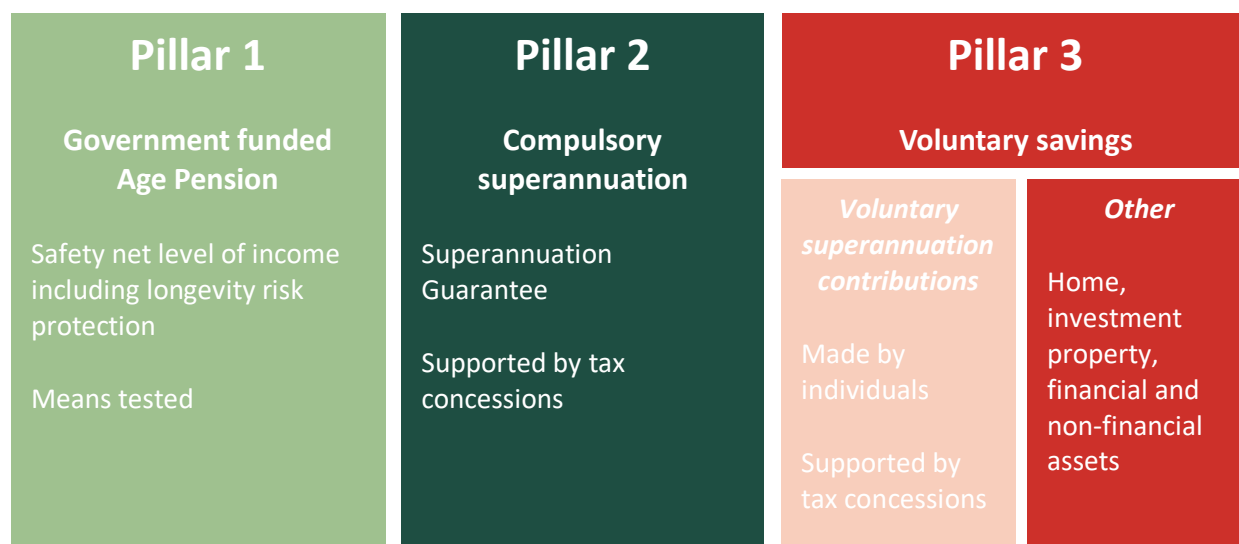 Pillar 1
Government funded
Age Pension
Safety net level of income
including longevity risk
protection
Means tested
Pillar 2
Compulsory
superannuation
Superannuation
Guarantee
Supported by tax
concessions
Pillar 3
Voluntary savings
Voluntary
superannuation
contributions
Made by
individuals
Supported by
tax concessions
Other
Home,
investment
property,
financial and
non-financial
assets